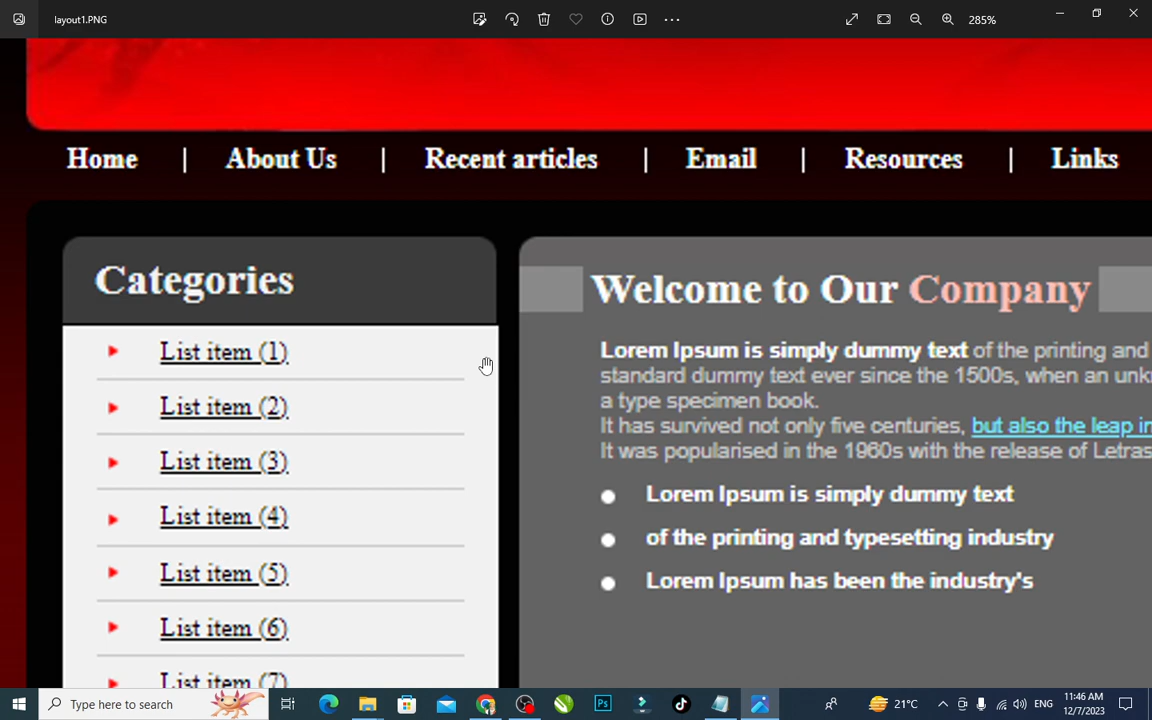 layout1.PNG
285%
Home | About Us | Recent articles | Email | Resources | Links
Categories
List item (1)
List item (2)
List item (3)
List item (4)
List item (5)
List item (6)
List item (7)
Welcome to Our Company
Lorem Ipsum is simply dummy text of the printing and
standard dummy text ever since the 1500s, when an
a type specimen book.
It has survived not only five centuries, but also the leap
It was popularised in the 1960s with the release of
Lorem Ipsum is simply dummy text
of the printing and typesetting industry
Lorem Ipsum has been the industry's
Type here to search
Ps
21°C
ENG
11:46 AM
12/7/2023